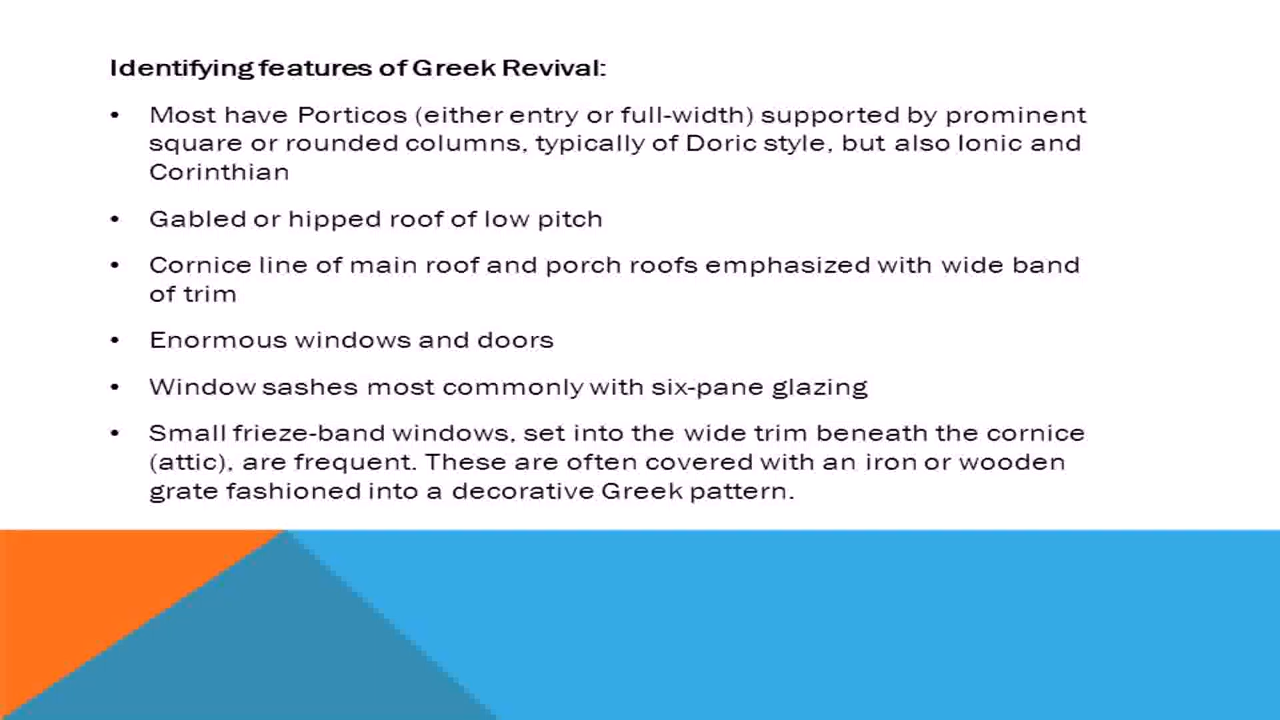 Identifying features of Greek Revival:
• Most have Porticos (either entry or full-width) supported by prominent
square or rounded columns, typically of Doric style, but also Ionic and
Corinthian
• Gabled or hipped roof of low pitch
• Cornice line of main roof and porch roofs emphasized with wide band
of trim
• Enormous windows and doors
• Window sashes most commonly with six-pane glazing
• Small frieze-band windows, set into the wide trim beneath the cornice
(attic), are frequent. These are often covered with an iron or wooden
grate fashioned into a decorative Greek pattern.